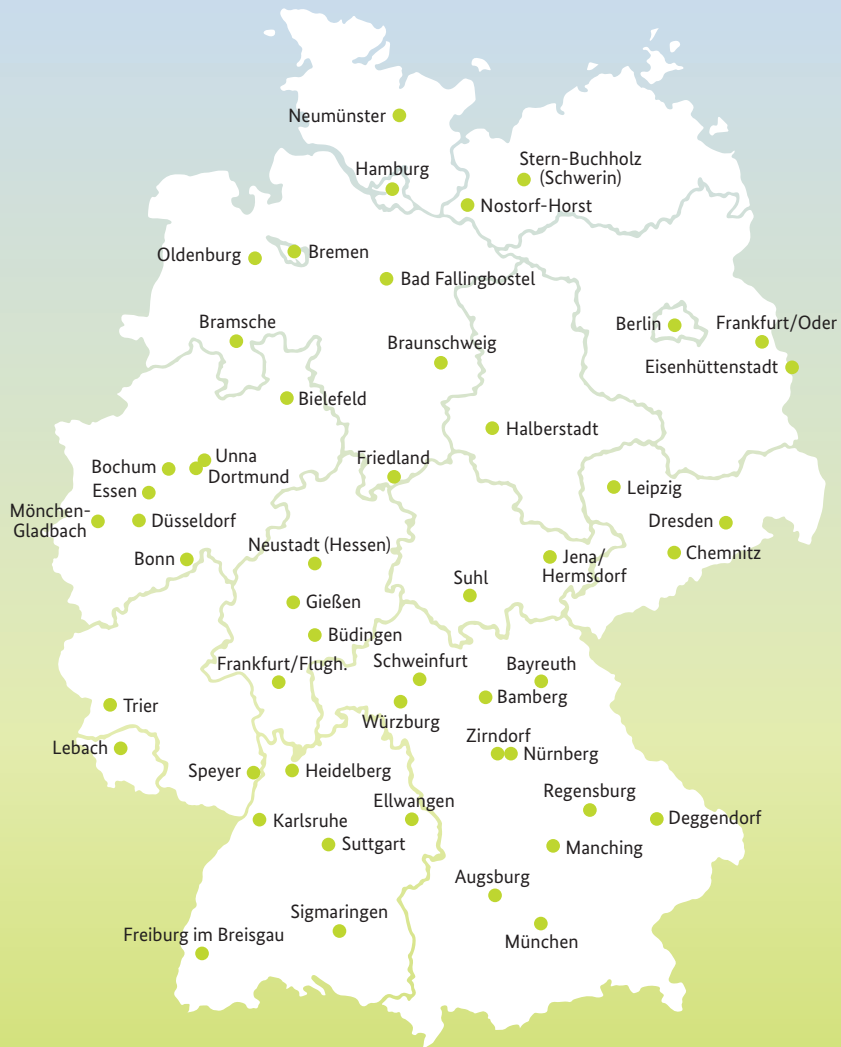 Neumünster
Hamburg
Stern-Buchholz
(Schwerin)
Nostorf-Horst
Oldenburg
Bremen
Bad Fallingbostel
Bramsche
Braunschweig
Berlin
Frankfurt/Oder
Eisenhüttenstadt
Bielefeld
Halberstadt
Unna
Bochum
Dortmund
Friedland
Essen
Leipzig
Mönchen-
Gladbach
Düsseldorf
Dresden
Neustadt (Hessen)
Bonn
Jena/
Hermsdorf
Chemnitz
Suhl
Gießen
Büdingen
Frankfurt/Flugh.
Schweinfurt
Bayreuth
Bamberg
Trier
Würzburg
Zirndorf
Nürnberg
Lebach
Speyer
Heidelberg
Regensburg
Ellwangen
Karlsruhe
Deggendorf
Suttgart
Manching
Augsburg
Sigmaringen
Freiburg im Breisgau
München